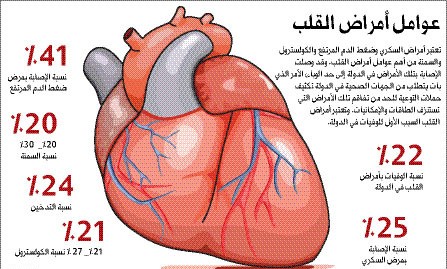 عوامل أمراض القلب
تعتبر أمراض السكري وضغط الدم المرتفع والكولسترول
والسمنة من أهم عوامل أمراض القلب. وقد وصلت
الإصابة بتلك الأمراض في الدولة إلى حد الوباء الأمر الذي
بات يتطلب من الجهات الصحية في الدولة تكثيف
حملات التوعية للحد من تفاقم تلك الأمراض التي
تستنزف الطاقات والإمكانيات. وتعتبر أمراض
القلب السبب الأول للوفيات في الدولة.
٪41
نسبة الإصابة بمرض
ضغط الدم المرتفع
٪20
٪20_ ٪30
نسبة السمنة
٪24
نسبة التدخين
٪21
٪21_ ٪27 نسبة الكولسترول
٪22
نسبة الوفيات بأمراض
القلب في الدولة
٪25
نسبة الإصابة
بمرض السكري